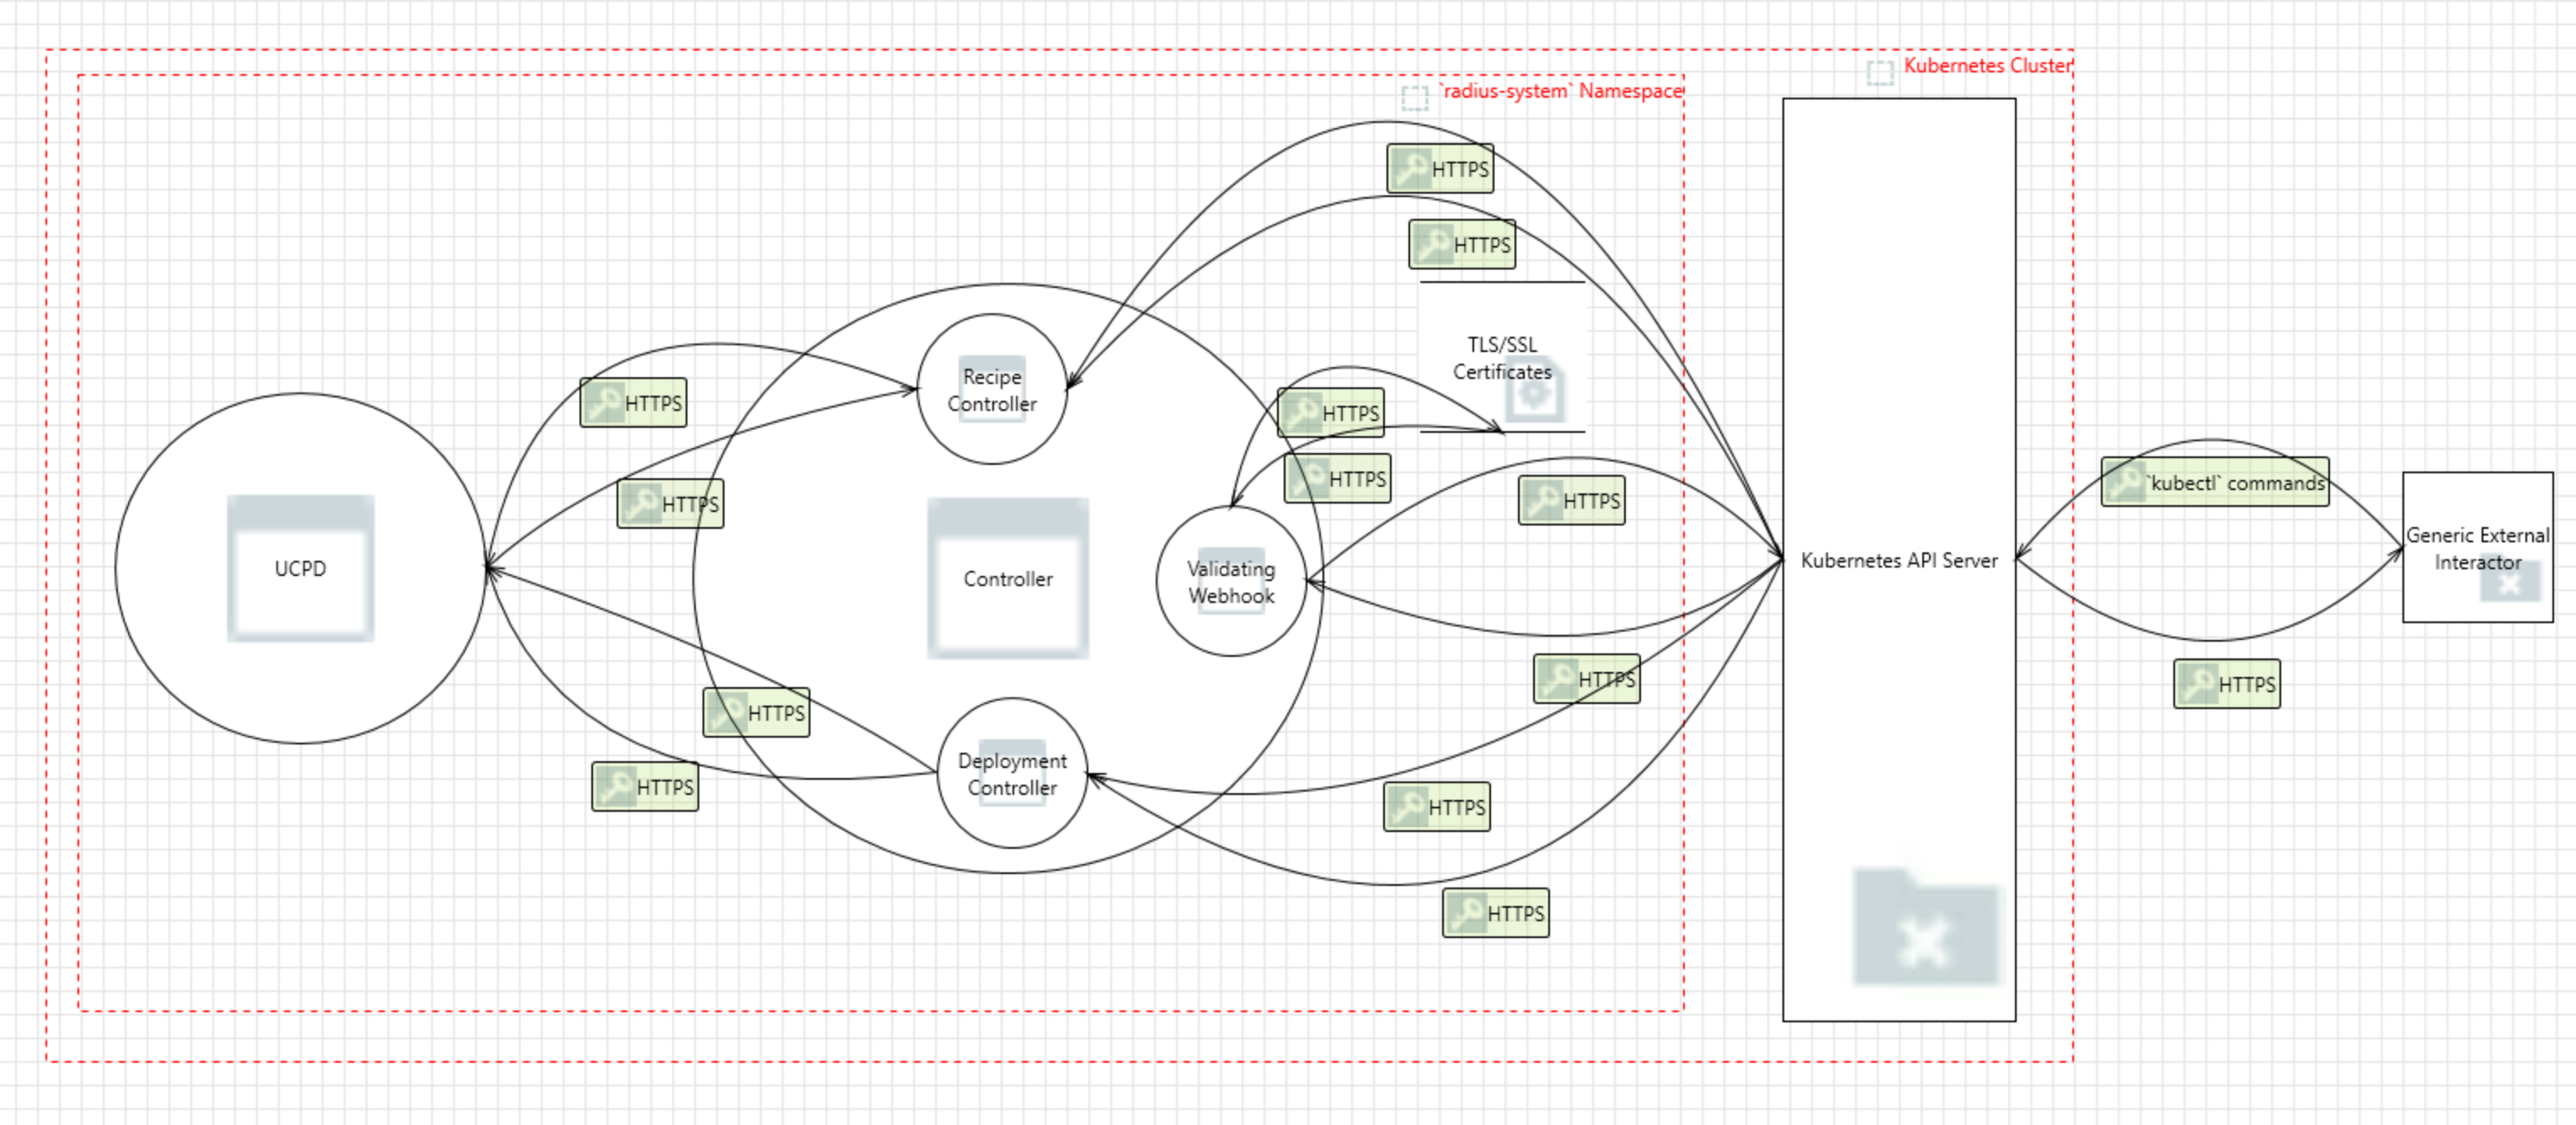 Kubernetes Cluster
`radius-system` Namespace
HTTPS
HTTPS
TLS/SSL
Certificates
Recipe
Controller
HTTPS
HTTPS
HTTPS
HTTPS
HTTPS
`kubectl` commands
Generic External
Interactor
UCPD
Controller
Validating
Webhook
Kubernetes API Server
HTTPS
HTTPS
HTTPS
Deployment
Controller
HTTPS
HTTPS
HTTPS